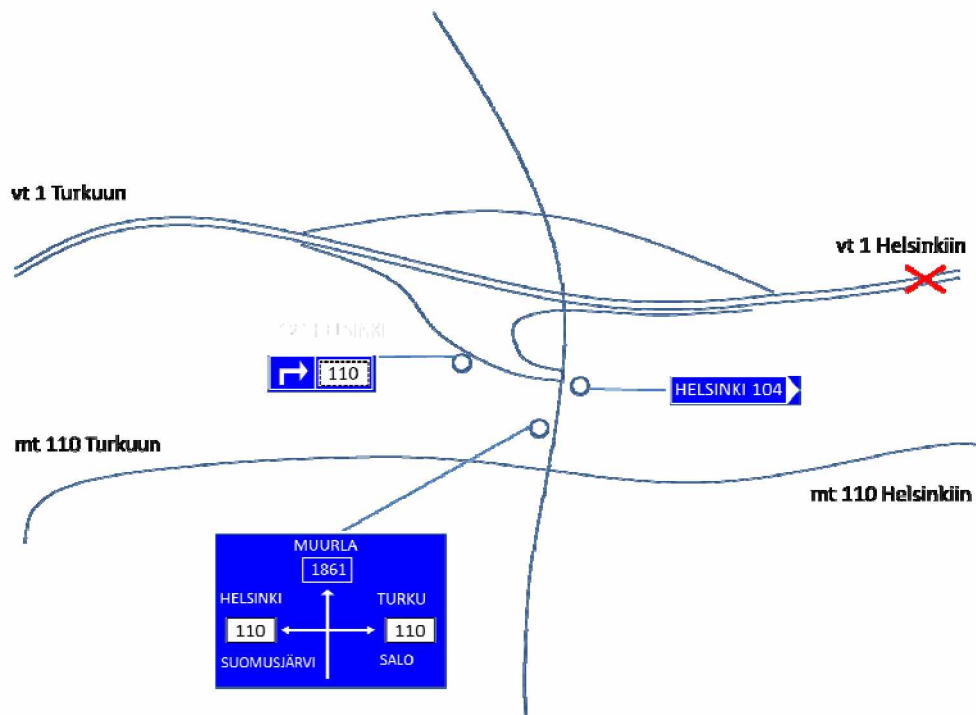 vt 1 Turkuun
vt 1 Helsinkiin
110
HELSINKI 104
mt 110 Turkuun
mt 110 Helsinkiin
MUURLA
1861
HELSINKI TURKU
110 110
SUOMUSJÄRVI SALO